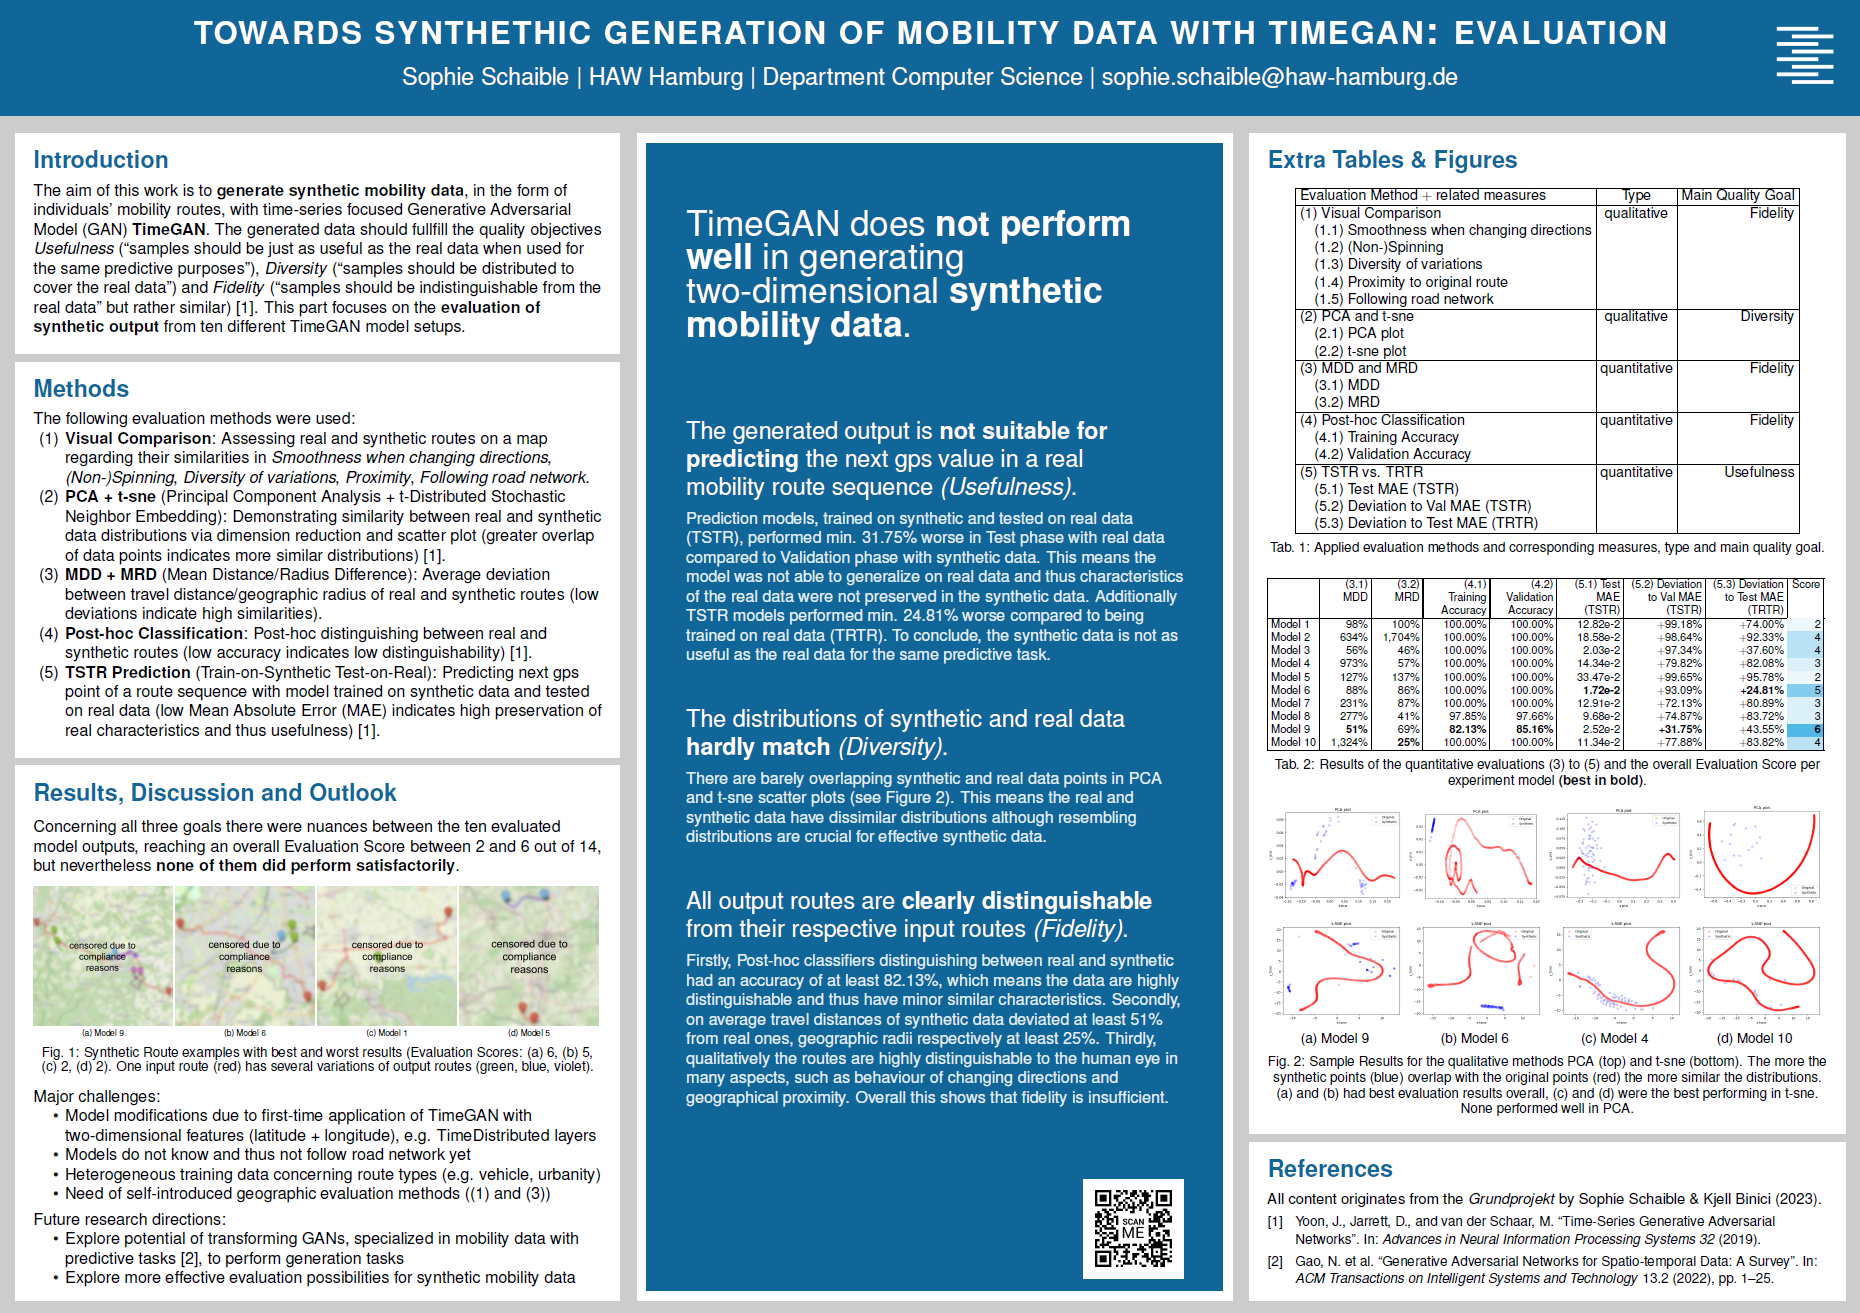 TOWARDS SYNTHETHIC GENERATION OF MOBILITY DATA WITH TIMEGAN: EVALUATION
Sophie Schaible | HAW Hamburg | Department Computer Science | sophie.schaible@haw-hamburg.de
Introduction
The aim of this work is to generate synthetic mobility data, in the form of
individuals' mobility routes, with time-series focused Generative Adversarial
Model (GAN) TimeGAN. The generated data should fullfill the quality objectives
Usefulness (“samples should be just as useful as the real data when used for
the same predictive purposes”), Diversity (“samples should be distributed to
cover the real data”) and Fidelity (“samples should be indistinguishable from the
real data” but rather similar) [1]. This part focuses on the evaluation of
synthetic output from ten different TimeGAN model setups.
Methods
The following evaluation methods were used:
(1) Visual Comparison: Assessing real and synthetic routes on a map
regarding their similarities in Smoothness when changing directions,
(Non-)Spinning, Diversity of variations, Proximity, Following road network.
(2) PCA + t-sne (Principal Component Analysis + t-Distributed Stochastic
Neighbor Embedding): Demonstrating similarity between real and synthetic
data distributions via dimension reduction and scatter plot (greater overlap
of data points indicates more similar distributions) [1].
(3) MDD + MRD (Mean Distance/Radius Difference): Average deviation
between travel distance/geographic radius of real and synthetic routes (low
deviations indicate high similarities).
(4) Post-hoc Classification: Post-hoc distinguishing between real and
synthetic routes (low accuracy indicates low distinguishability) [1].
(5) TSTR Prediction (Train-on-Synthetic Test-on-Real): Predicting next gps
point of a route sequence with model trained on synthetic data and tested
on real data (low Mean Absolute Error (MAE) indicates high preservation of
real characteristics and thus usefulness) [1].
Results, Discussion and Outlook
Concerning all three goals there were nuances between the ten evaluated
model outputs, reaching an overall Evaluation Score between 2 and 6 out of 14,
but nevertheless none of them did perform satisfactorily.
censored due to compliance reasons
censored due to compliance reasons
censored due to compliance reasons
censored due to compliance reasons
(a) Model 9 (b) Model 6 (c) Model 1 (d) Model 5
Fig. 1: Synthetic Route examples with best and worst results (Evaluation Scores: (a) 6, (b) 5,
(c) 2, (d) 2). One input route (red) has several variations of output routes (green, blue, violet).
Major challenges:
• Model modifications due to first-time application of TimeGAN with
two-dimensional features (latitude + longitude), e.g. TimeDistributed layers
• Models do not know and thus not follow road network yet
• Heterogeneous training data concerning route types (e.g. vehicle, urbanity)
• Need of self-introduced geographic evaluation methods ((1) and (3))
Future research directions:
• Explore potential of transforming GANs, specialized in mobility data with
predictive tasks [2], to perform generation tasks
• Explore more effective evaluation possibilities for synthetic mobility data
TimeGAN does not perform
well in generating
two-dimensional synthetic
mobility data.
The generated output is not suitable for
predicting the next gps value in a real
mobility route sequence (Usefulness).
Prediction models, trained on synthetic and tested on real data
(TSTR), performed min. 31.75% worse in Test phase with real data
compared to Validation phase with synthetic data. This means the
model was not able to generalize on real data and thus characteristics
of the real data were not preserved in the synthetic data. Additionally
TSTR models performed min. 24.81% worse compared to being
trained on real data (TRTR). To conclude, the synthetic data is not as
useful as the real data for the same predictive task.
The distributions of synthetic and real data
hardly match (Diversity).
There are barely overlapping synthetic and real data points in PCA
and t-sne scatter plots (see Figure 2). This means the real and
synthetic data have dissimilar distributions although resembling
distributions are crucial for effective synthetic data.
All output routes are clearly distinguishable
from their respective input routes (Fidelity).
Firstly, Post-hoc classifiers distinguishing between real and synthetic
had an accuracy of at least 82.13%, which means the data are highly
distinguishable and thus have minor similar characteristics. Secondly,
on average travel distances of synthetic data deviated at least 51%
from real ones, geographic radii respectively at least 25%. Thirdly,
qualitatively the routes are highly distinguishable to the human eye in
many aspects, such as behaviour of changing directions and
geographical proximity. Overall this shows that fidelity is insufficient.
SCAN
ME
Extra Tables & Figures
Evaluation Method + related measures Type Main Quality Goal
(1) Visual Comparison qualitative Fidelity
(1.1) Smoothness when changing directions
(1.2) (Non-)Spinning
(1.3) Diversity of variations
(1.4) Proximity to original route
(1.5) Following road network
(2) PCA and t-sne qualitative Diversity
(2.1) PCA plot
(2.2) t-sne plot
(3) MDD and MRD quantitative Fidelity
(3.1) MDD
(3.2) MRD
(4) Post-hoc Classification quantitative Fidelity
(4.1) Training Accuracy
(4.2) Validation Accuracy
(5) TSTR vs. TRTR quantitative Usefulness
(5.1) Test MAE (TSTR)
(5.2) Deviation to Val MAE (TSTR)
(5.3) Deviation to Test MAE (TRTR)
Tab. 1: Applied evaluation methods and corresponding measures, type and main quality goal.
(3.1) (3.2) (4.1) (4.2) (5.1) Test (5.2) Deviation (5.3) Deviation Score
MDD MRD Training Validation MAE to Val MAE to Test MAE
Accuracy Accuracy (TSTR) (TSTR) (TRTR)
Model 1 98% 100% 100.00% 100.00% 12.82e-2 +99.18% +74.00% 2
Model 2 634% 1,704% 100.00% 100.00% 18.58e-2 +98.64% +92.33% 4
Model 3 56% 46% 100.00% 100.00% 2.03e-2 +97.34% +37.60% 4
Model 4 973% 57% 100.00% 100.00% 14.34e-2 +79.82% +82.08% 3
Model 5 127% 137% 100.00% 100.00% 33.47e-2 +99.65% +95.78% 2
Model 6 88% 86% 100.00% 100.00% 1.72e-2 +93.09% +24.81% 5
Model 7 231% 87% 100.00% 100.00% 12.91e-2 +72.13% +80.89% 3
Model 8 277% 41% 97.85% 97.66% 9.68e-2 +74.87% +83.72% 3
Model 9 51% 69% 82.13% 85.16% 2.52e-2 +31.75% +43.55% 6
Model 10 1,324% 25% 100.00% 100.00% 11.34e-2 +77.88% +83.82% 4
Tab. 2: Results of the quantitative evaluations (3) to (5) and the overall Evaluation Score per
experiment model (best in bold).
PCA plot PCA plot PCA plot PCA plot
(a) Model 9 (b) Model 6 (c) Model 4 (d) Model 10
Fig. 2: Sample Results for the qualitative methods PCA (top) and t-sne (bottom). The more the
synthetic points (blue) overlap with the original points (red) the more similar the distributions.
(a) and (b) had best evaluation results overall, (c) and (d) were the best performing in t-sne.
None performed well in PCA.
References
All content originates from the Grundprojekt by Sophie Schaible & Kjell Binici (2023).
[1] Yoon, J., Jarrett, D., and van der Schaar, M. “Time-Series Generative Adversarial
Networks”. In: Advances in Neural Information Processing Systems 32 (2019).
[2] Gao, N. et al. “Generative Adversarial Networks for Spatio-temporal Data: A Survey”. In:
ACM Transactions on Intelligent Systems and Technology 13.2 (2022), pp. 1–25.